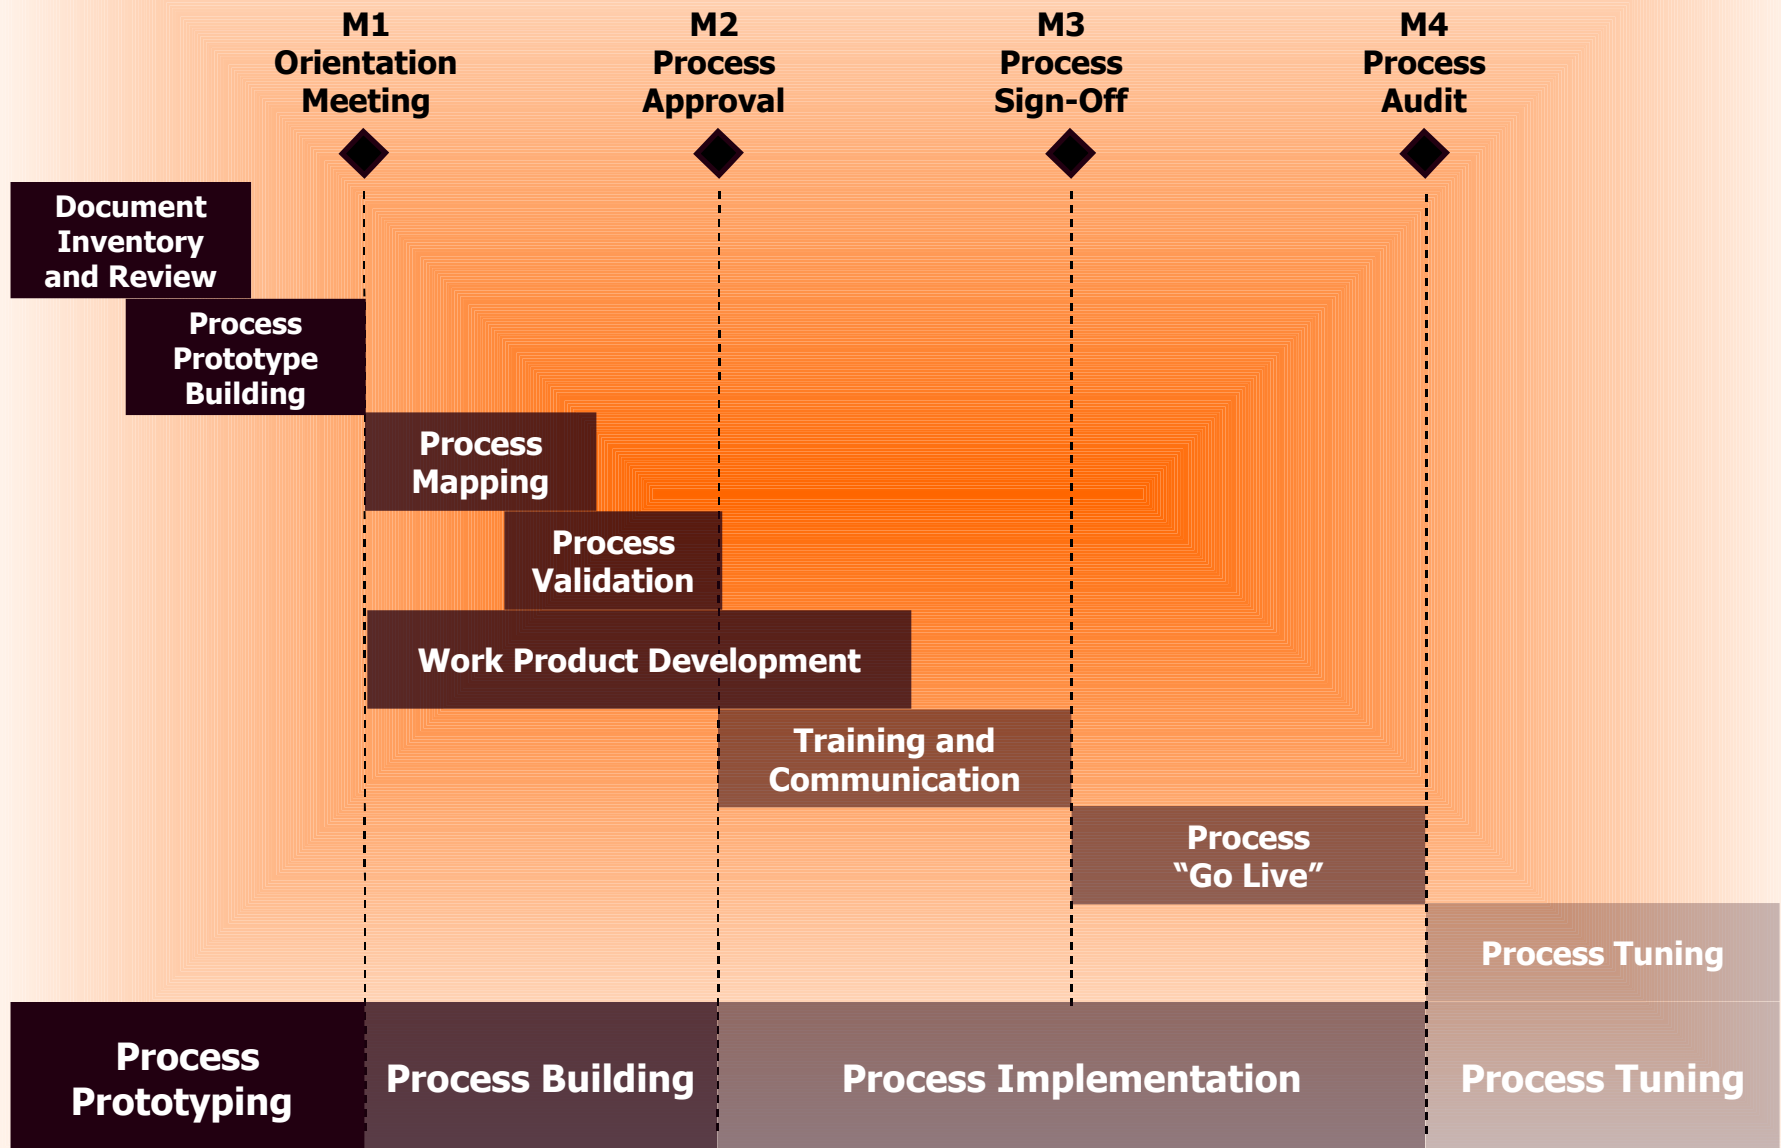 M1
Orientation
Meeting
M2
Process
Approval
M3
Process
Sign-Off
M4
Process
Audit
Document
Inventory
and Review
Process
Prototype
Building
Process
Mapping
Process
Validation
Work Product Development
Training and
Communication
Process
“Go Live”
Process Tuning
Process
Prototyping
Process Building
Process Implementation
Process Tuning